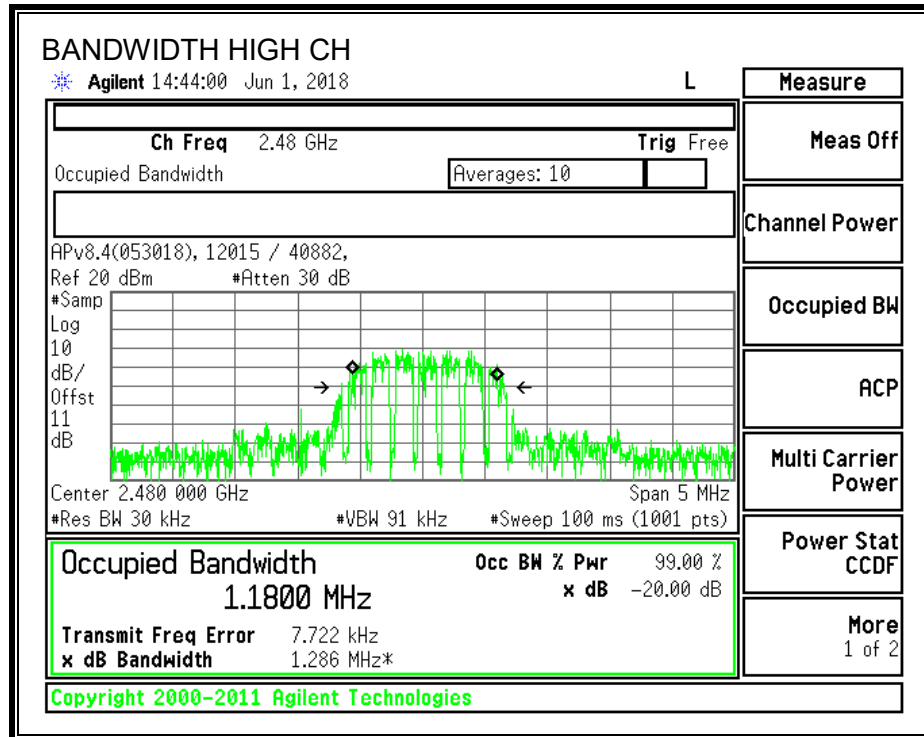 BANDWIDTH HIGH CH
Agilent 14:44:00 Jun 1, 2018 L
Measure
Ch Freq 2.48 GHz Trig Free
Meas Off
Occupied Bandwidth Averages: 10
Channel Power
APv8.4(053018), 12015 / 40882,
Ref 20 dBm #Atten 30 dB
#Samp
Log
10
dB/
Offst
11
dB
Occupied BW
ACP
Multi Carrier
Power
Center 2.480 000 GHz Span 5 MHz
#Res BW 30 kHz #VBW 91 kHz #Sweep 100 ms (1001 pts)
Power Stat
CCDF
Occupied Bandwidth Occ BW % Pwr 99.00 %
1.1800 MHz x dB -20.00 dB
Transmit Freq Error 7.722 kHz
x dB Bandwidth 1.286 MHz*
More
1 of 2
Copyright 2000-2011 Agilent Technologies